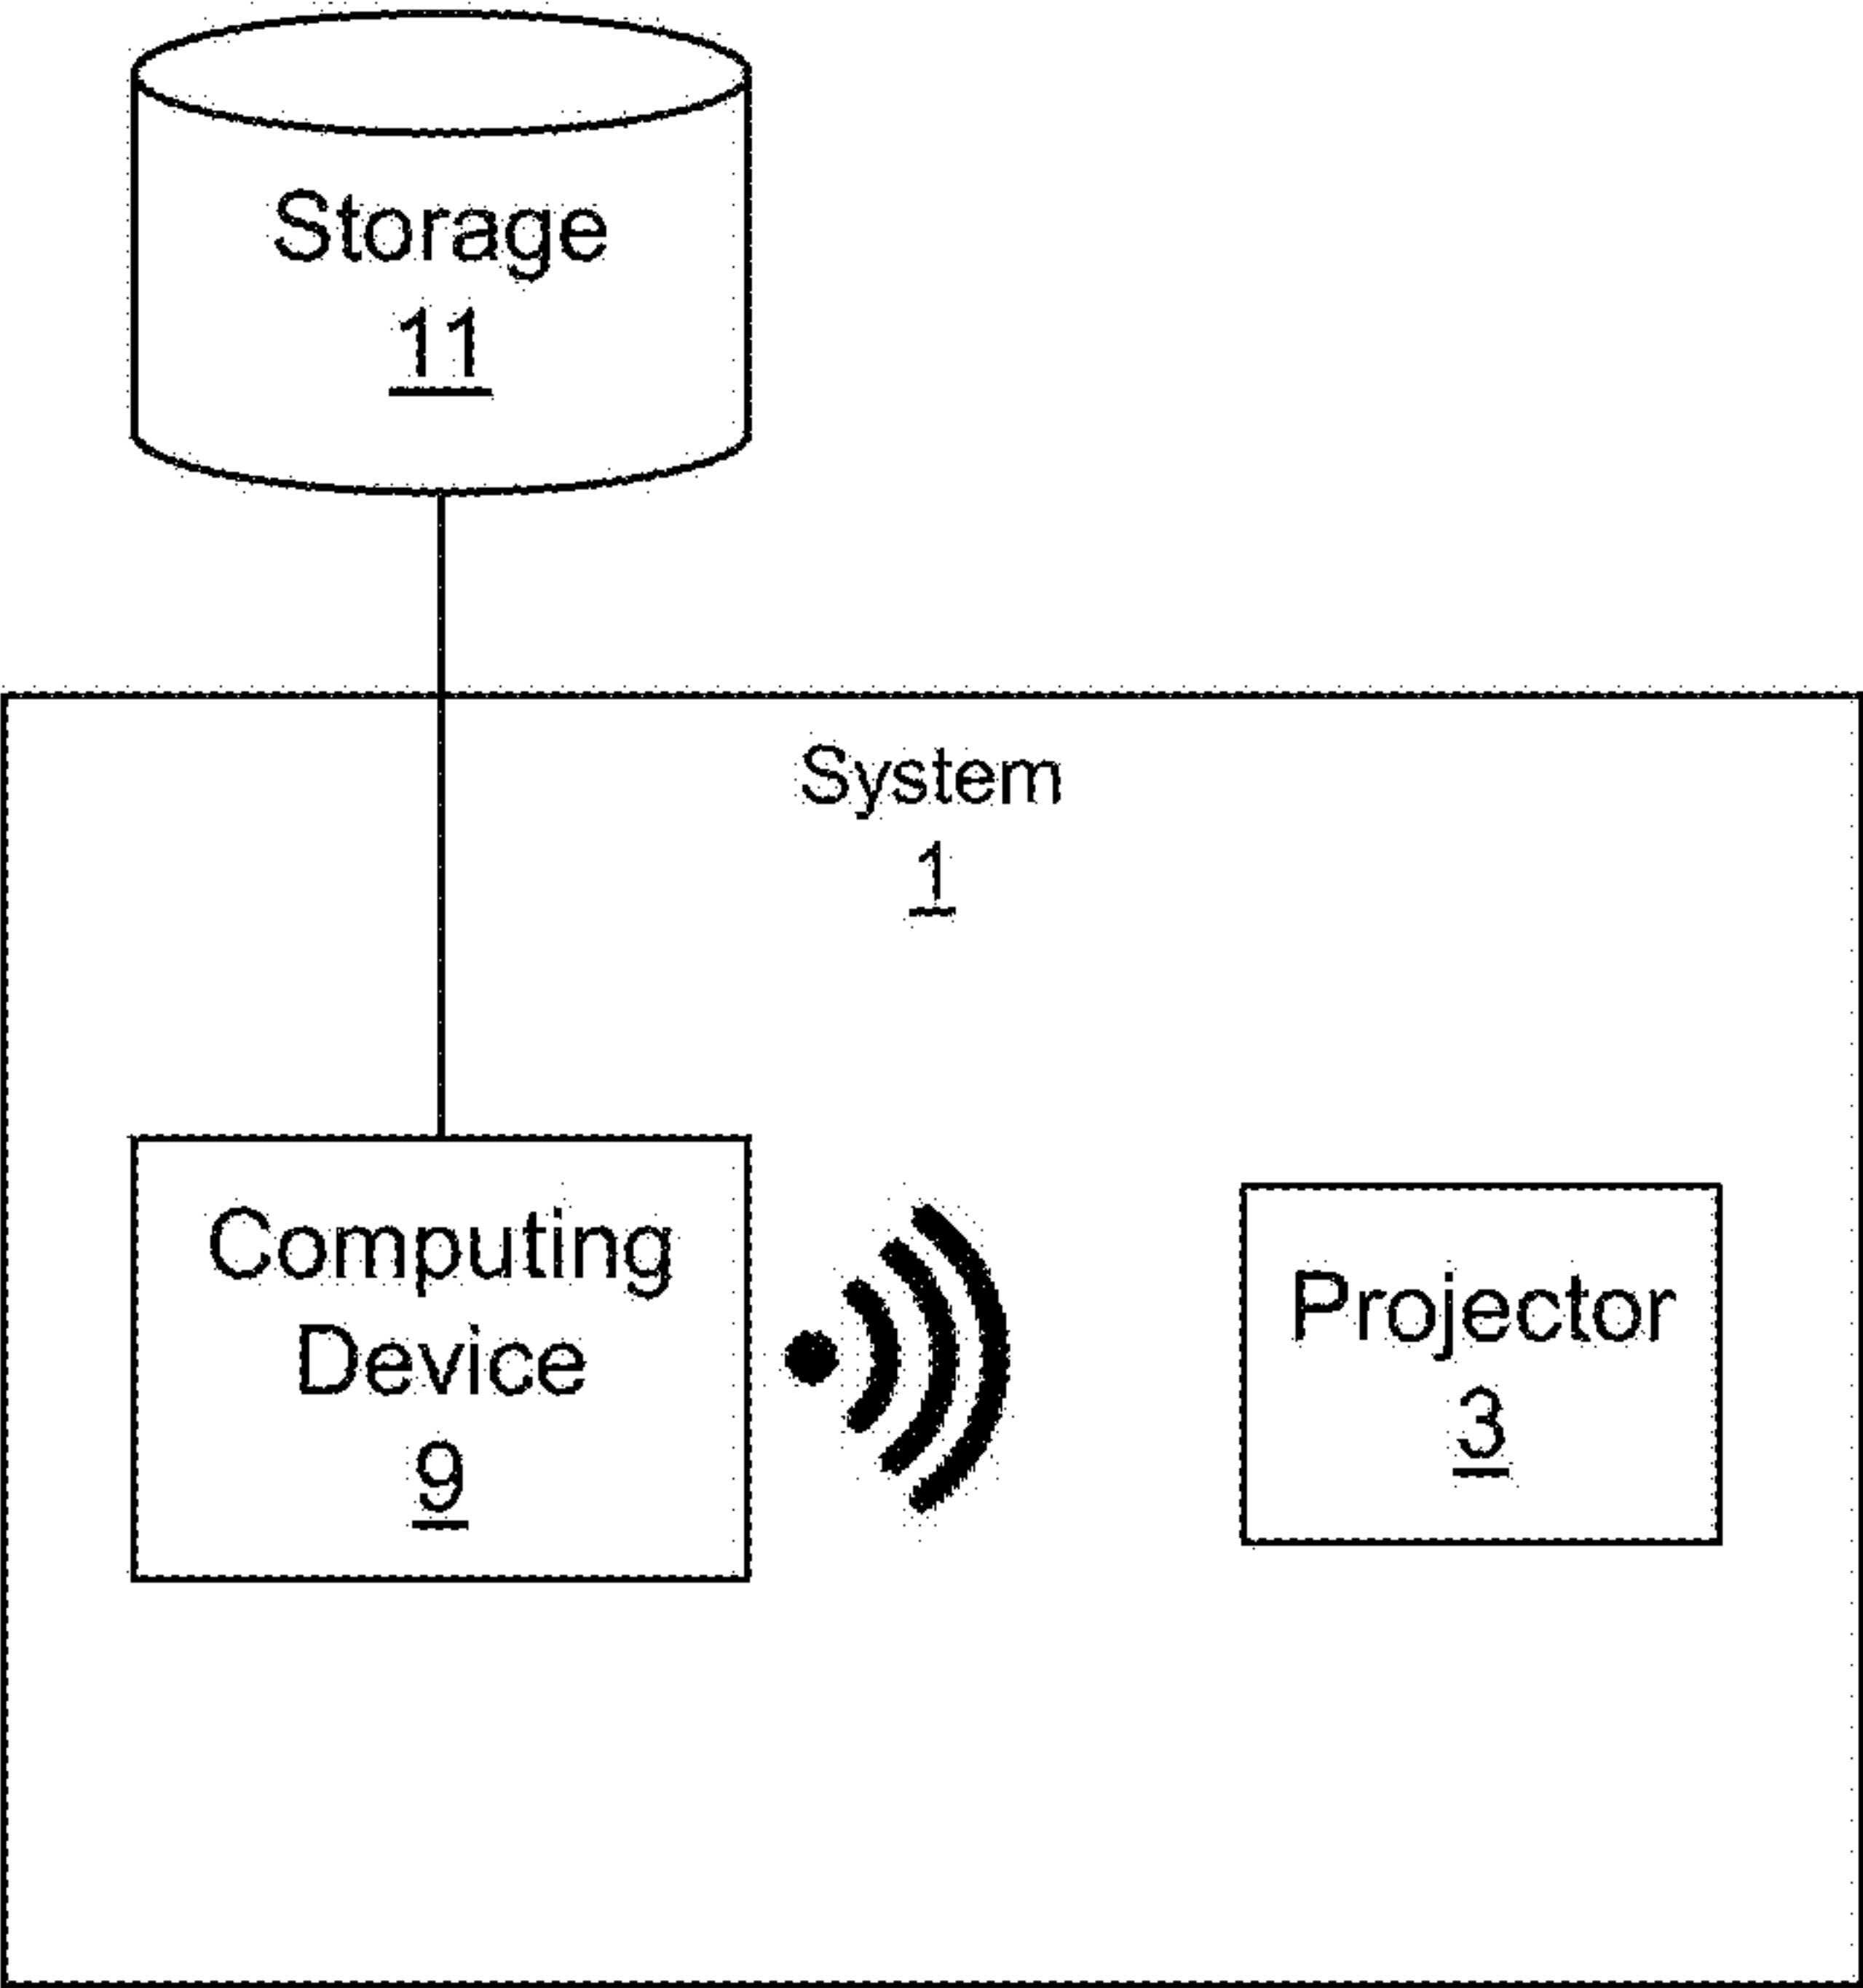 Storage
11
System
1
Computing
Device
9
Projector
3